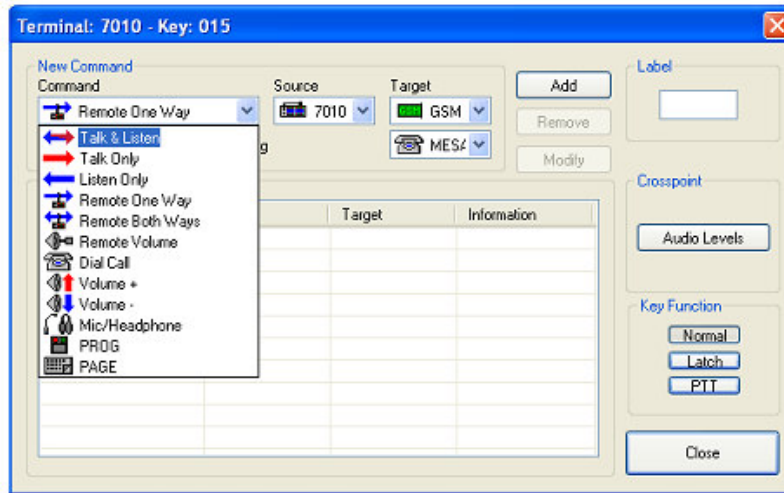 Terminal: 7010 - Key: 015
New Command
Command
Source
Target
Remote One Way
7010
GSM
GSM
MESA
g
Talk & Listen
Talk Only
Listen Only
Remote One Way
Remote Both Ways
Remote Volume
Dial Call
Volume +
Volume -
Mic/Headphone
PROG
PAGE
Target
Information
Add
Remove
Modify
Label
Crosspoint
Audio Levels
Key Function
Normal
Latch
PTT
Close